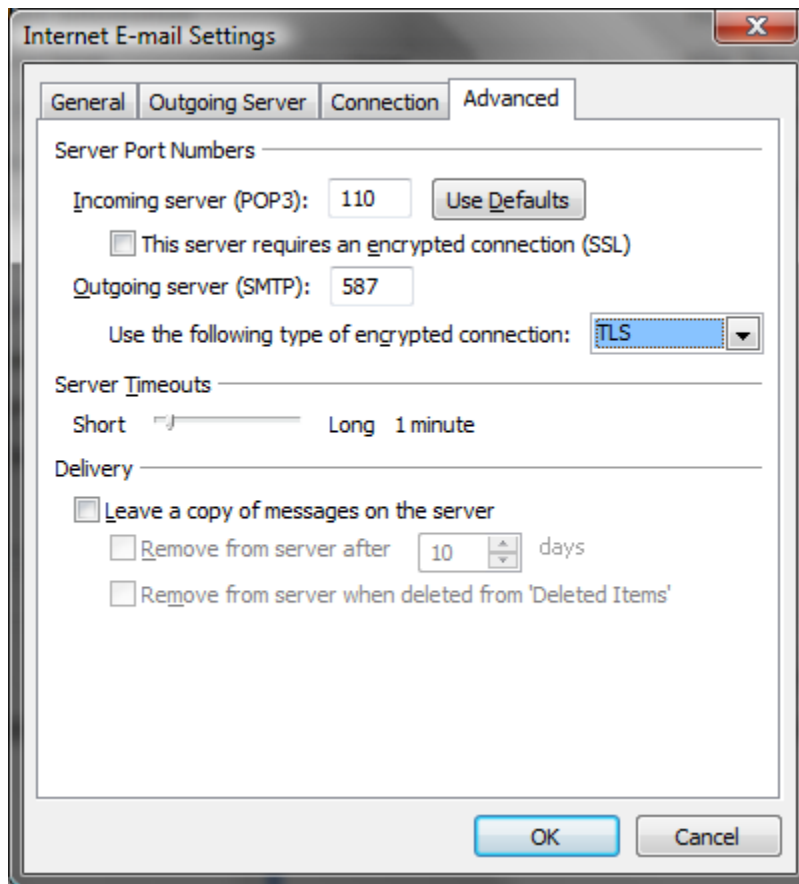 Internet E-mail Settings
General Outgoing Server Connection Advanced
Server Port Numbers
Incoming server (POP3): 110 Use Defaults
This server requires an encrypted connection (SSL)
Outgoing server (SMTP): 587
Use the following type of encrypted connection: TLS
Server Timeouts
Short Long 1 minute
Delivery
Leave a copy of messages on the server
Remove from server after 10 days
Remove from server when deleted from 'Deleted Items'
OK Cancel